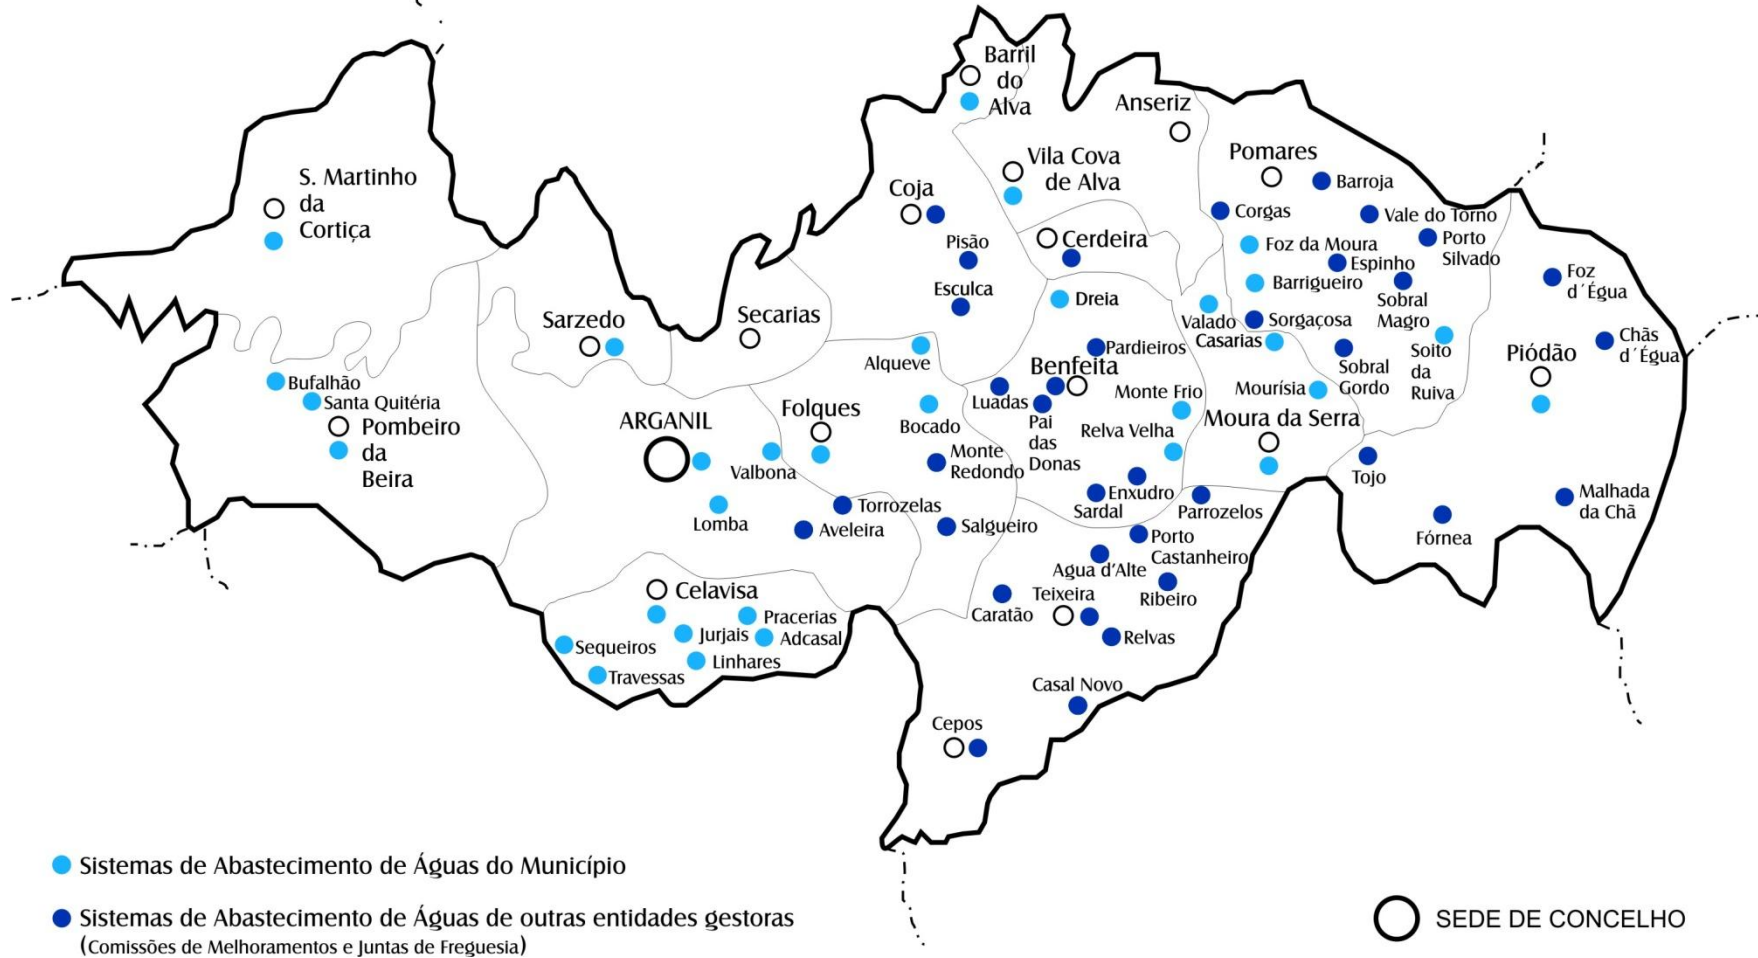 Barril
do
Alva
Anseriz
S. Martinho
da
Cortiça
Vila Cova
de Alva
Pomares
Barroja
Coja
Corgas
Vale do Torno
Pisão
Cerdeira
Foz da Moura
Porto
Silvado
Espinho
Esculca
Dreia
Barrigueiro
Sobral
Magro
Foz
d´Égua
Sarzedo
Secarias
Valado
Casarias
Sorgaçosa
Soito
da
Ruiva
Chãs
d´Égua
Alqueve
Pardieiros
Sobral
Gordo
Piódão
Bufalhão
Santa Quitéria
Pombeiro
da
Beira
Benfeita
Luadas
Pai
das
Donas
Monte Frio
Mourísia
ARGANIL
Folques
Bocado
Relva Velha
Moura da Serra
Valbona
Monte
Redondo
Tojo
Lomba
Torrozelas
Aveleira
Salgueiro
Enxudro
Sardal
Parrozelos
Malhada
da Chã
Fórnea
Porto
Castanheiro
Agua d'Alte
Ribeiro
Celavisa
Caratão
Teixeira
Pracerias
Jurjais
Adcasal
Sequeiros
Linhares
Travessas
Relvas
Casal Novo
Cepos
Sistemas de Abastecimento de Águas do Município
Sistemas de Abastecimento de Águas de outras entidades gestoras
(Comissões de Melhoramentos e Juntas de Freguesia)
SEDE DE CONCELHO